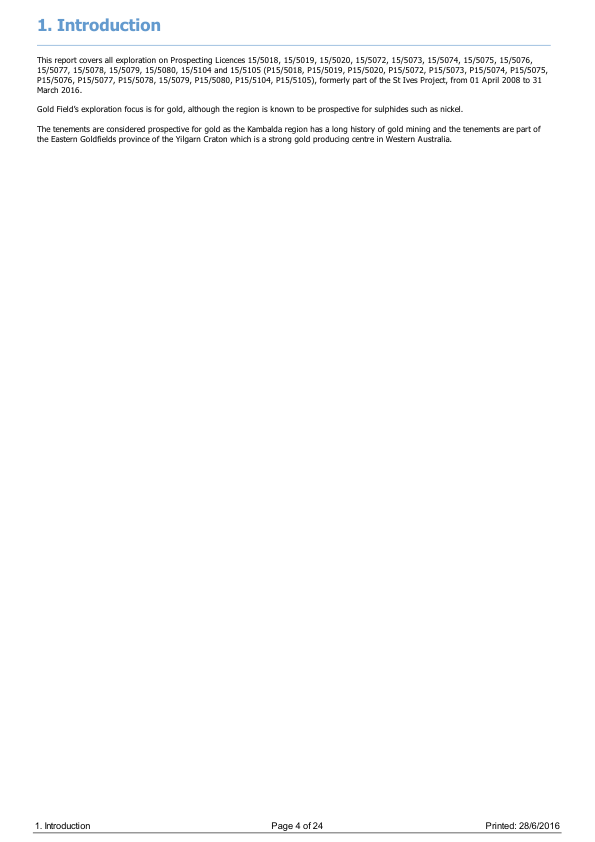 1. Introduction
This report covers all exploration on Prospecting Licences 15/5018, 15/5019, 15/5020, 15/5072, 15/5073, 15/5074, 15/5075, 15/5076,
15/5077, 15/5078, 15/5079, 15/5080, 15/5104 and 15/5105 (P15/5018, P15/5019, P15/5020, P15/5072, P15/5073, P15/5074, P15/5075,
P15/5076, P15/5077, P15/5078, 15/5079, P15/5080, P15/5104, P15/5105), formerly part of the St Ives Project, from 01 April 2008 to 31
March 2016.
Gold Field's exploration focus is for gold, although the region is known to be prospective for sulphides such as nickel.
The tenements are considered prospective for gold as the Kambalda region has a long history of gold mining and the tenements are part of
the Eastern Goldfields province of the Yilgarn Craton which is a strong gold producing centre in Western Australia.
1. Introduction
Page 4 of 24
Printed: 28/6/2016